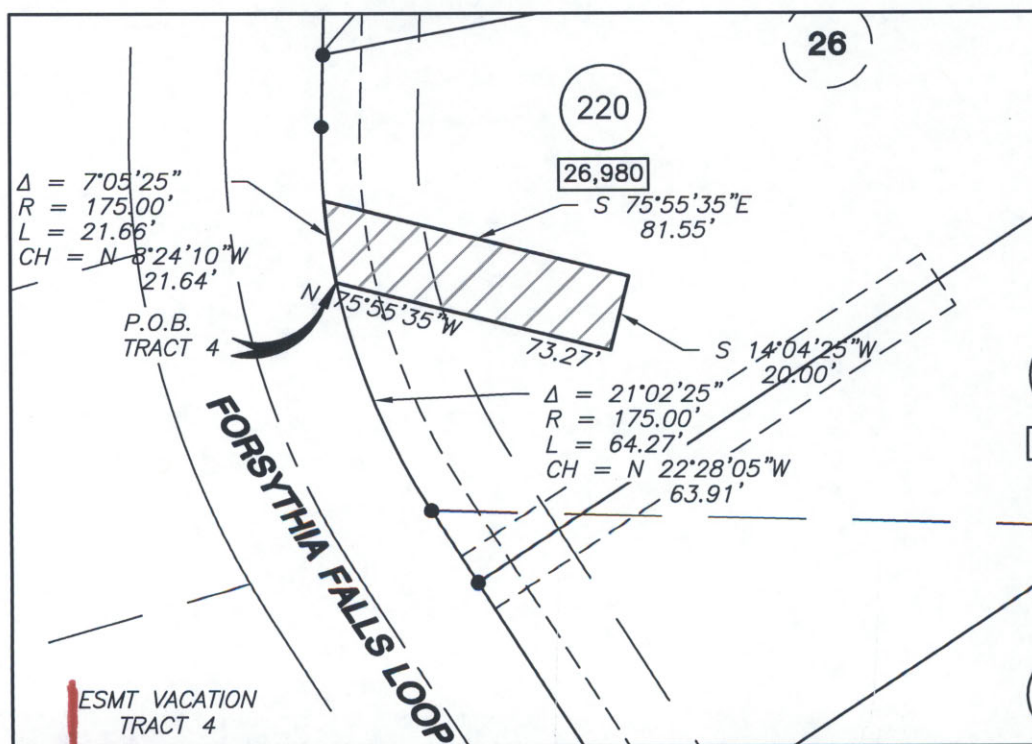 26
220
26,980
Δ = 7°05'25"
R = 175.00'
L = 21.66'
CH = N 8°24'10"W
21.64'
S 75°55'35"E
81.55'
P.O.B.
TRACT 4
N 75°55'35"W
73.27'
S 14°04'25"W
20.00'
Δ = 21°02'25"
R = 175.00'
L = 64.27'
CH = N 22°28'05"W
63.91'
FORSYTHIA FALLS LOOP
ESMT VACATION
TRACT 4